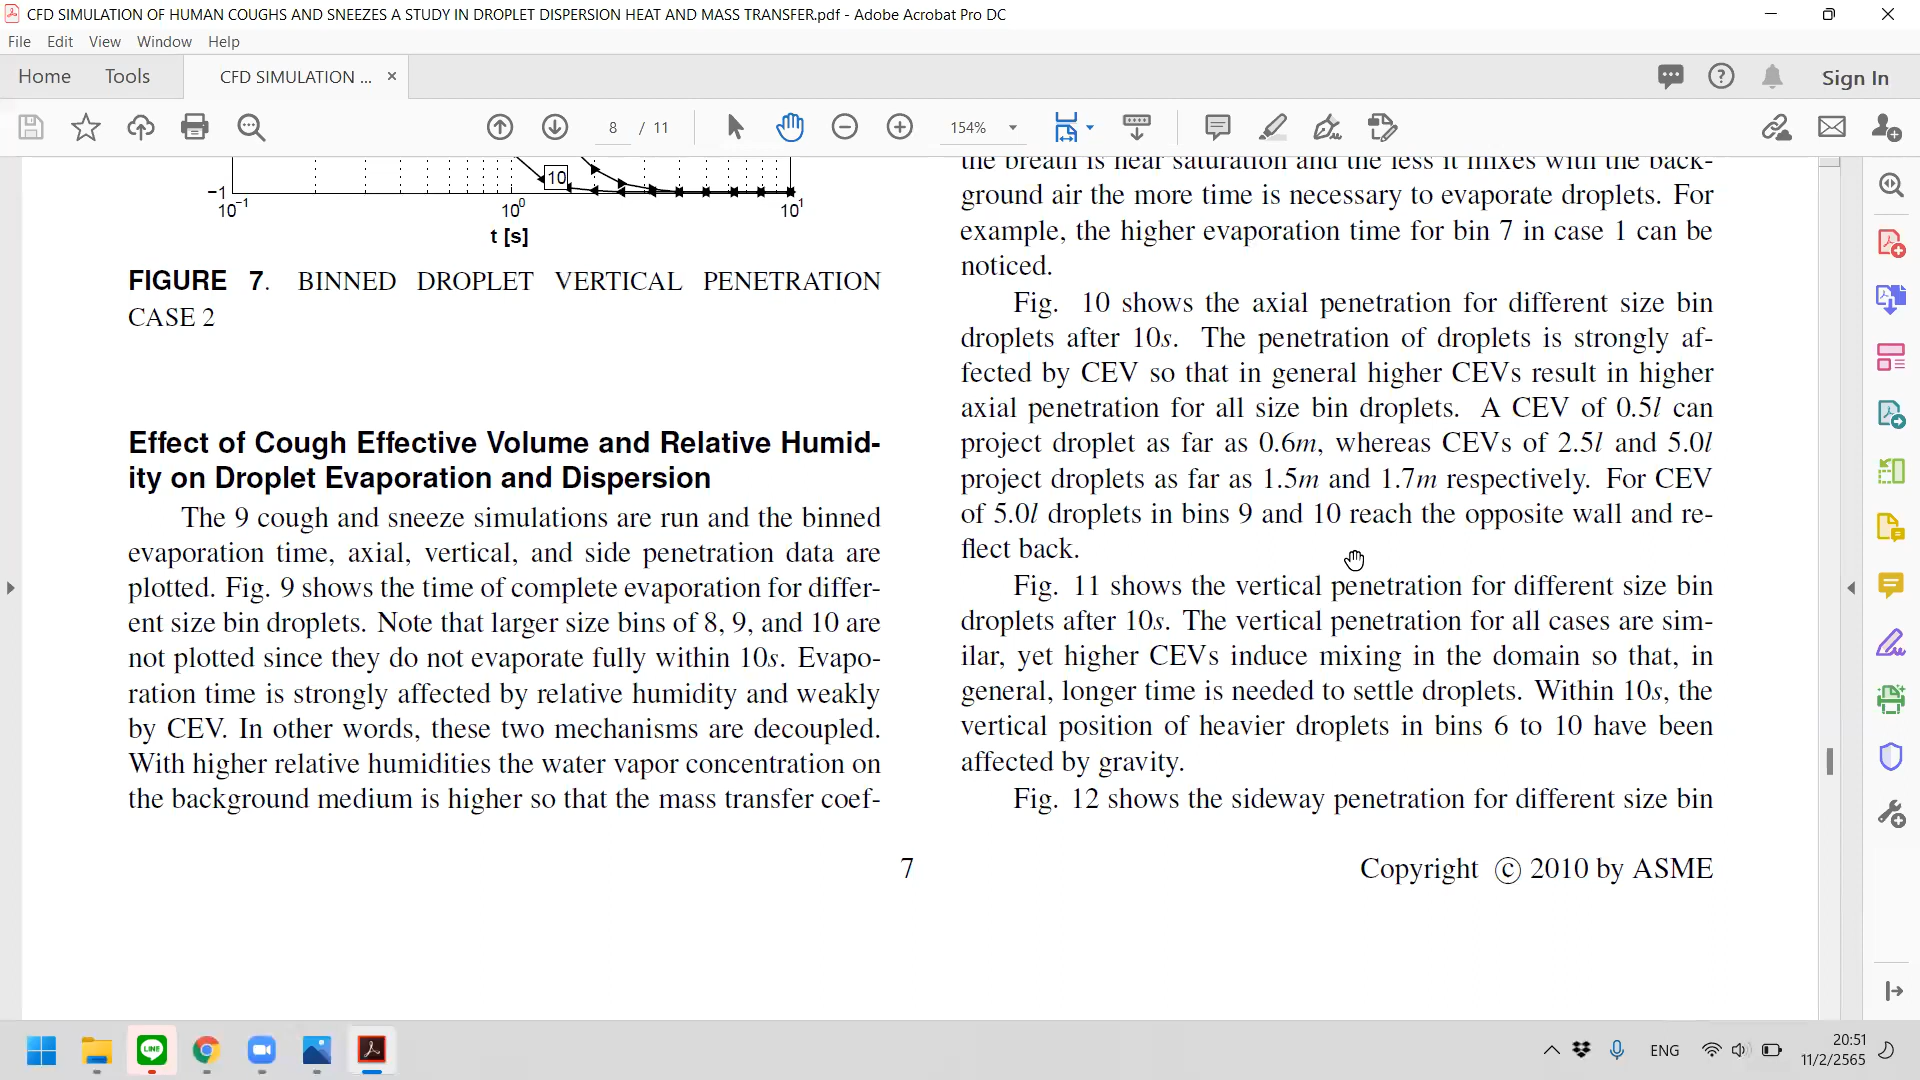 CFD SIMULATION OF HUMAN COUGHS AND SNEEZES A STUDY IN DROPLET DISPERSION HEAT AND MASS TRANSFER.pdf - Adobe Acrobat Pro DC
File Edit View Window Help
Home Tools CFD SIMULATION ... × Sign In
8 / 11 154%
10
−1
10⁻¹ 10⁰ 10¹
t [s]
FIGURE 7. BINNED DROPLET VERTICAL PENETRATION
CASE 2
Effect of Cough Effective Volume and Relative Humid-
ity on Droplet Evaporation and Dispersion
The 9 cough and sneeze simulations are run and the binned
evaporation time, axial, vertical, and side penetration data are
plotted. Fig. 9 shows the time of complete evaporation for differ-
ent size bin droplets. Note that larger size bins of 8, 9, and 10 are
not plotted since they do not evaporate fully within 10s. Evapo-
ration time is strongly affected by relative humidity and weakly
by CEV. In other words, these two mechanisms are decoupled.
With higher relative humidities the water vapor concentration on
the background medium is higher so that the mass transfer coef-
the breath is near saturation and the less it mixes with the back-
ground air the more time is necessary to evaporate droplets. For
example, the higher evaporation time for bin 7 in case 1 can be
noticed.
Fig. 10 shows the axial penetration for different size bin
droplets after 10s. The penetration of droplets is strongly af-
fected by CEV so that in general higher CEVs result in higher
axial penetration for all size bin droplets. A CEV of 0.5l can
project droplet as far as 0.6m, whereas CEVs of 2.5l and 5.0l
project droplets as far as 1.5m and 1.7m respectively. For CEV
of 5.0l droplets in bins 9 and 10 reach the opposite wall and re-
flect back.
Fig. 11 shows the vertical penetration for different size bin
droplets after 10s. The vertical penetration for all cases are sim-
ilar, yet higher CEVs induce mixing in the domain so that, in
general, longer time is needed to settle droplets. Within 10s, the
vertical position of heavier droplets in bins 6 to 10 have been
affected by gravity.
Fig. 12 shows the sideway penetration for different size bin
7 Copyright © 2010 by ASME
LINE
ENG
20:51
11/2/2565